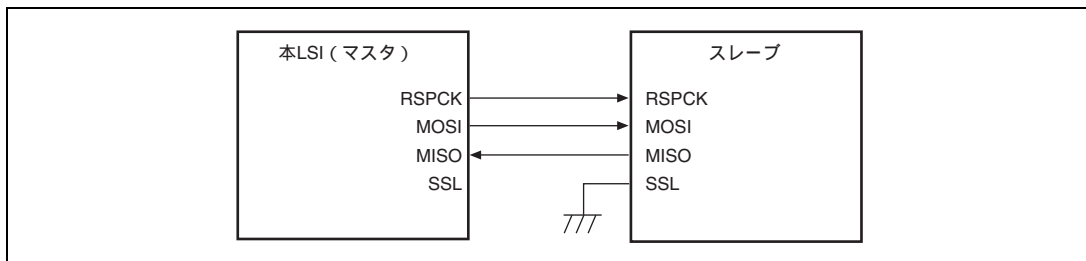 本LSI(マスタ)
RSPCK
MOSI
MISO
SSL
スレーブ
RSPCK
MOSI
MISO
SSL